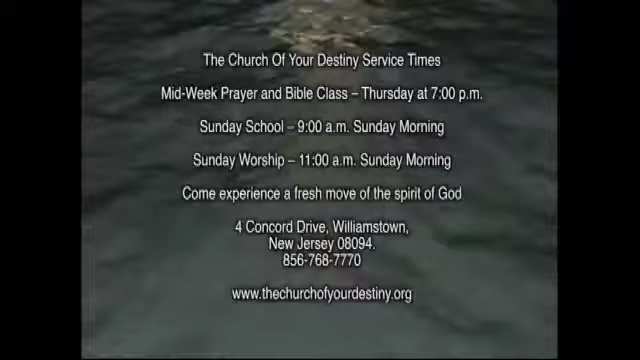 The Church Of Your Destiny Service Times
Mid-Week Prayer and Bible Class – Thursday at 7:00 p.m.
Sunday School – 9:00 a.m. Sunday Morning
Sunday Worship – 11:00 a.m. Sunday Morning
Come experience a fresh move of the spirit of God
4 Concord Drive, Williamstown,
New Jersey 08094.
856-768-7770
www.thechurchofyourdestiny.org